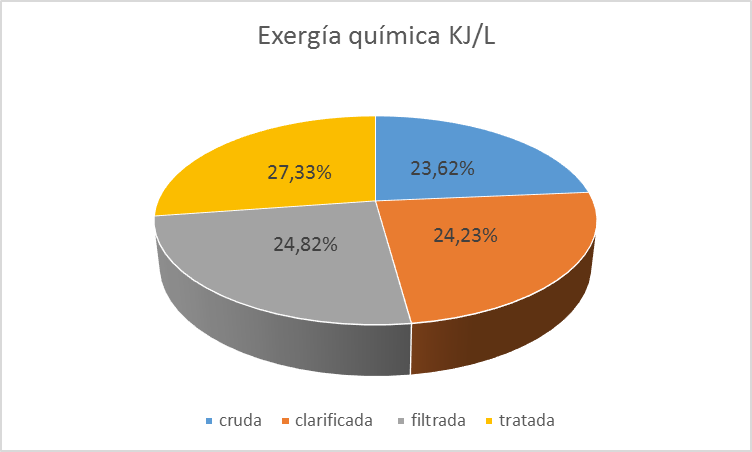 Exergía química KJ/L
27,33%
23,62%
24,82%
24,23%
cruda
clarificada
filtrada
tratada